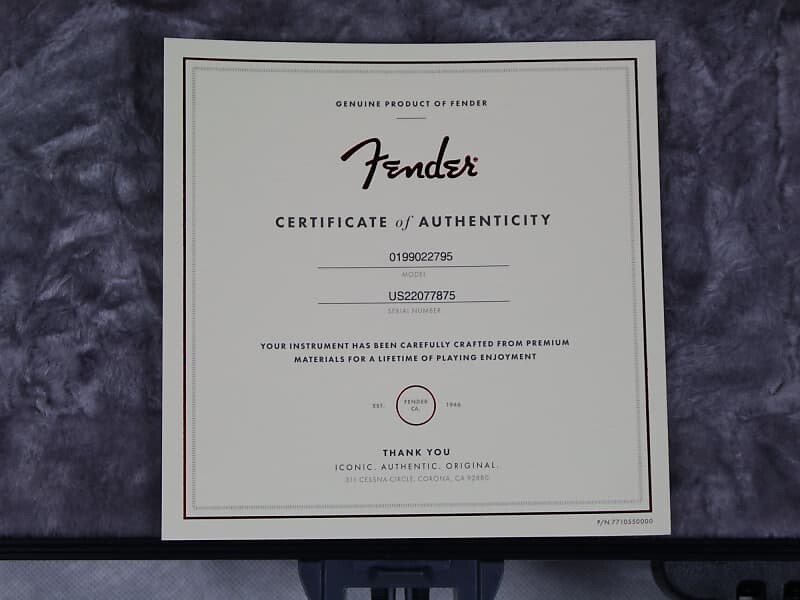 GENUINE PRODUCT OF FENDER
Fender
CERTIFICATE of AUTHENTICITY
0199022795
MODEL
US22077875
SERIAL NUMBER
YOUR INSTRUMENT HAS BEEN CAREFULLY CRAFTED FROM PREMIUM
MATERIALS FOR A LIFETIME OF PLAYING ENJOYMENT
EST. FENDER CA. 1946
THANK YOU
ICONIC. AUTHENTIC. ORIGINAL.
311 CESSNA CIRCLE, CORONA, CA 92880
P/N 7710550000